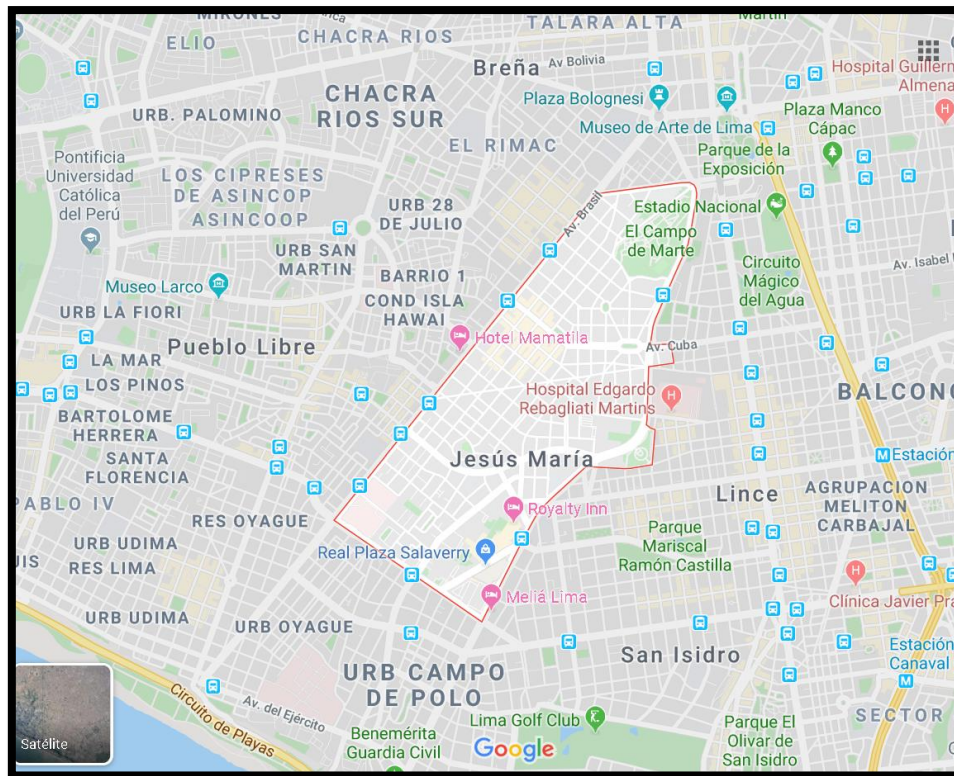 MIRONES
ELIO
CHACRA RIOS
TALARA ALTA
Martin
Breña
Av Bolivia
Hospital Guillern
Almena
CHACRA
RIOS SUR
Plaza Bolognesi
Plaza Manco
Cápac
URB. PALOMINO
Museo de Arte de Lima
EL RIMAC
Parque de la
Exposición
Pontificia
Universidad
Católica
del Perú
LOS CIPRESES
DE ASINCOP
ASINCOOP
URB 28
DE JULIO
Av. Brasil
Estadio Nacional
El Campo
de Marte
URB SAN
MARTIN
BARRIO 1
COND ISLA
HAWAI
Circuito
Mágico
del Agua
Av. Isabel
Museo Larco
URB LA FIORI
Hotel Mamatila
Pueblo Libre
Av. Cuba
LA MAR
LOS PINOS
Hospital Edgardo
Rebagliati Martins
BALCONC
BARTOLOME
HERRERA
SANTA
FLORENCIA
Jesús María
Estación
PABLO IV
Lince
AGRUPACION
MELITON
CARBAJAL
RES OYAGUE
Royalty Inn
Parque
Mariscal
Ramón Castilla
URB UDIMA
RES LIMA
UIS
Real Plaza Salaverry
Meliá Lima
Clínica Javier Pra
URB UDIMA
URB OYAGUE
San Isidro
Estación
Canaval
URB CAMPO
DE POLO
Circuito de Playas
Av. del Ejército
Lima Golf Club
Parque El
Olivar de
San Isidro
SECTOR
Benemérita
Guardia Civil
Google
Satélite